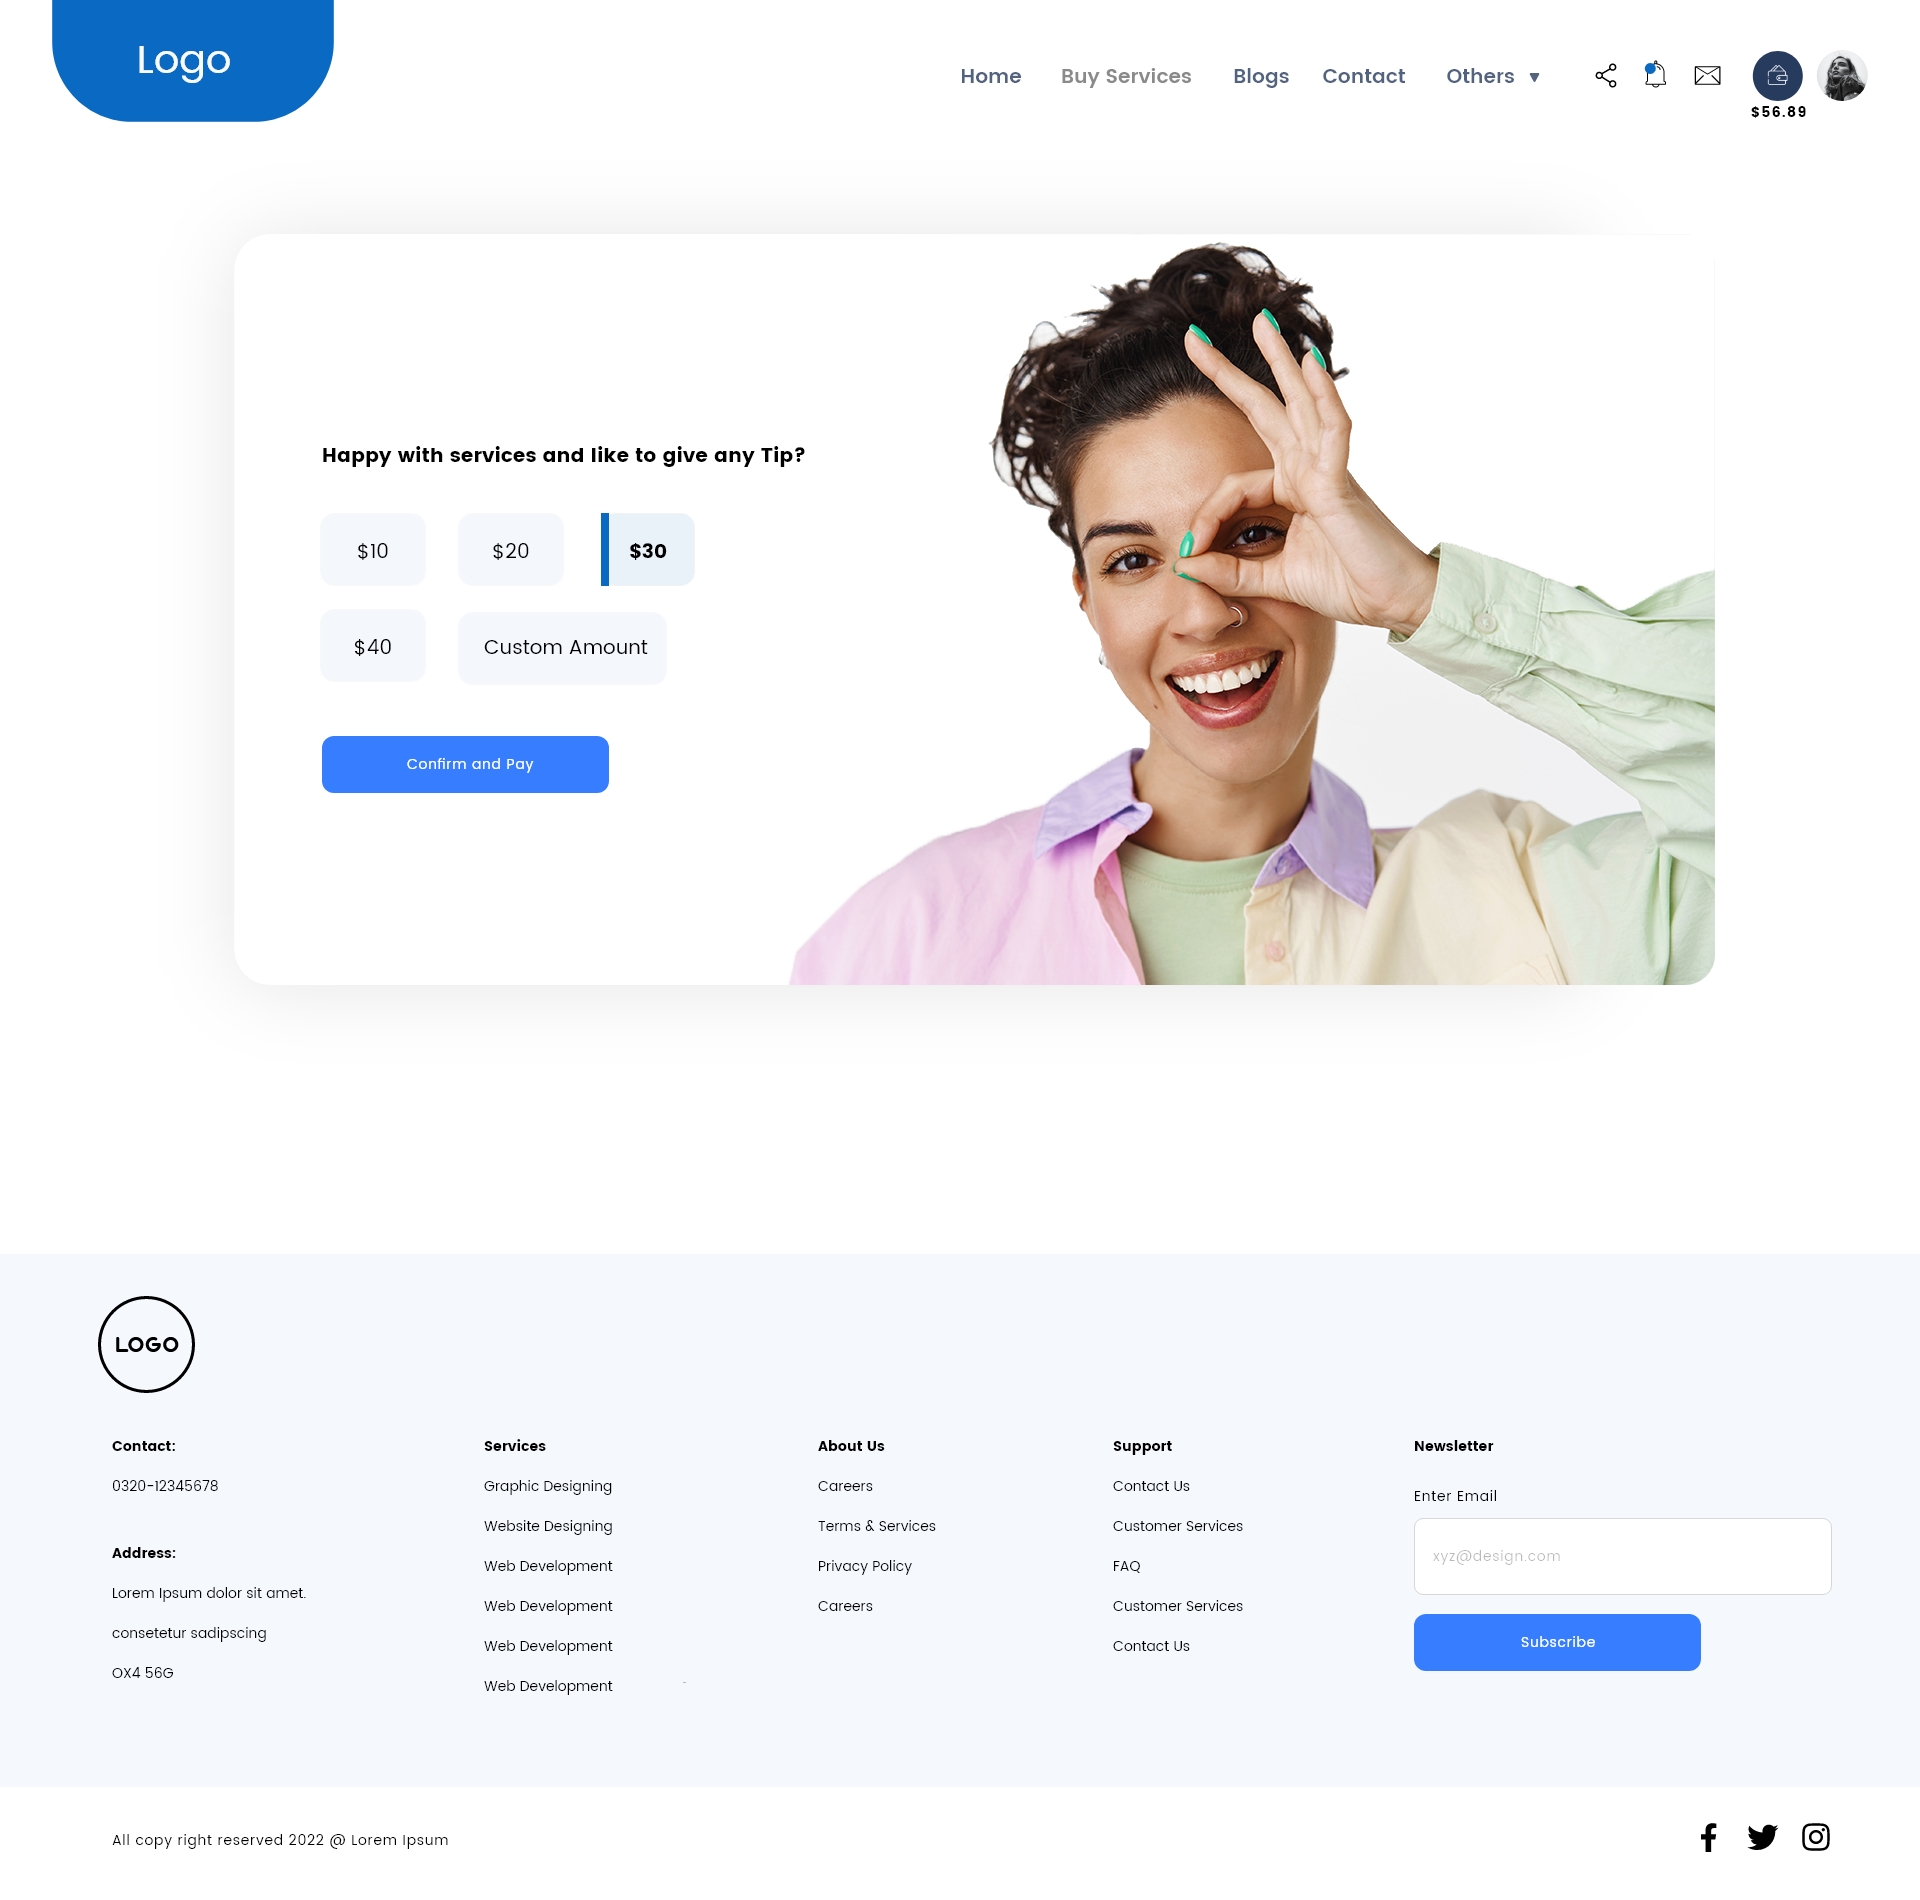 Logo
Home Buy Services Blogs Contact Others
$56.89
Happy with services and like to give any Tip?
$10 $20 $30
$40 Custom Amount
Confirm and Pay
LOGO
Contact:
0320-12345678
Address:
Lorem Ipsum dolor sit amet.
consetetur sadipscing
OX4 56G
Services
Graphic Designing
Website Designing
Web Development
Web Development
Web Development
Web Development
About Us
Careers
Terms & Services
Privacy Policy
Careers
Support
Contact Us
Customer Services
FAQ
Customer Services
Contact Us
Newsletter
Enter Email
xyz@design.com
Subscribe
All copy right reserved 2022 @ Lorem Ipsum